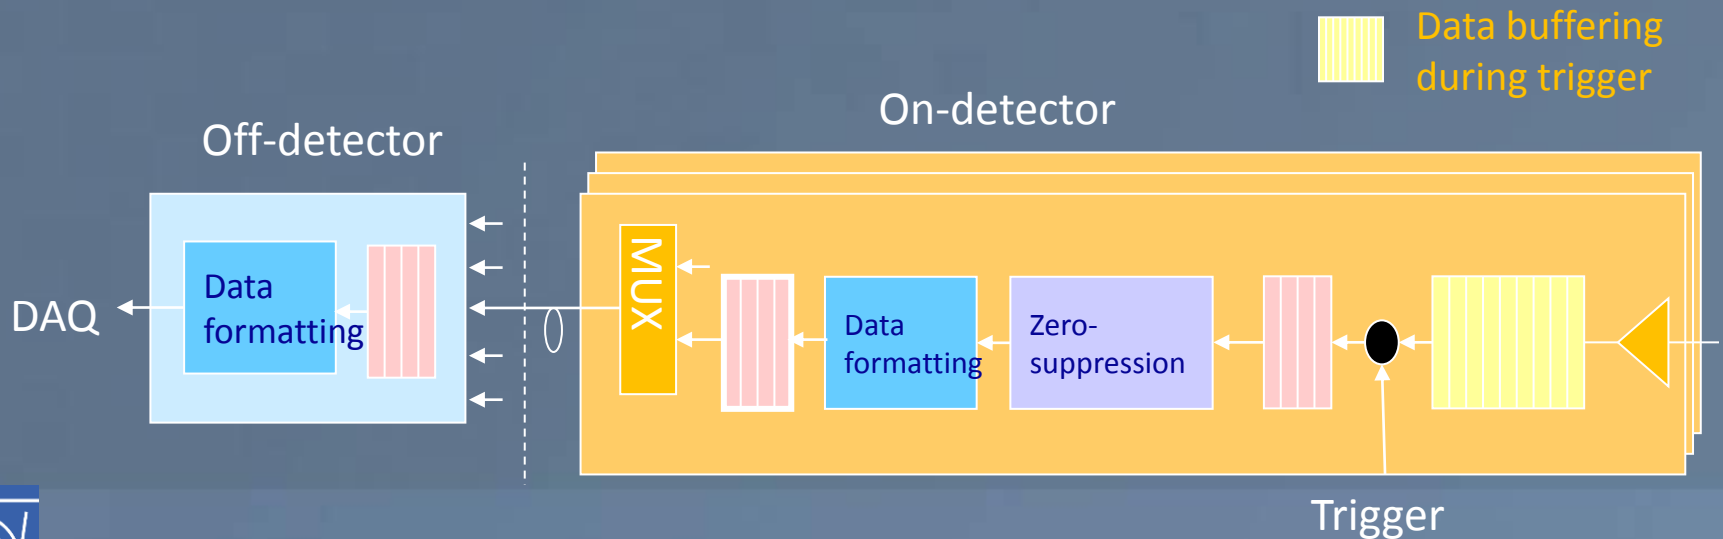 Data buffering
during trigger
On-detector
Off-detector
MUX
Data
formatting
DAQ
Data
formatting
Zero-
suppression
Trigger